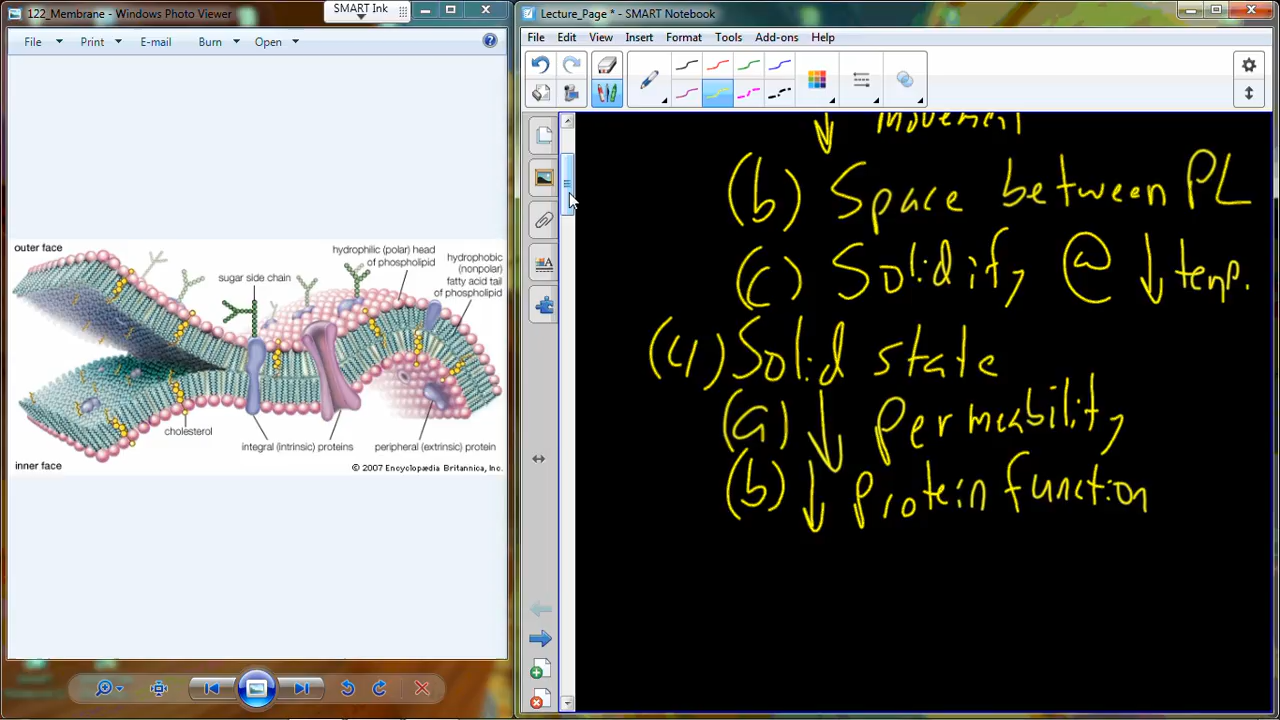 122_Membrane - Windows Photo Viewer
SMART Ink
File Print E-mail Burn Open
outer face
hydrophilic (polar) head
of phospholipid
hydrophobic
(nonpolar)
fatty acid tail
of phospholipid
sugar side chain
cholesterol
integral (intrinsic) proteins
peripheral (extrinsic) protein
inner face
© 2007 Encyclopædia Britannica, Inc.
Lecture_Page * - SMART Notebook
File Edit View Insert Format Tools Add-ons Help
↓ movement
(b) Space between PL
(c) Solidify @ ↓ temp.
(4) Solid state
(a) ↓ Permeability
(b) ↓ Protein function